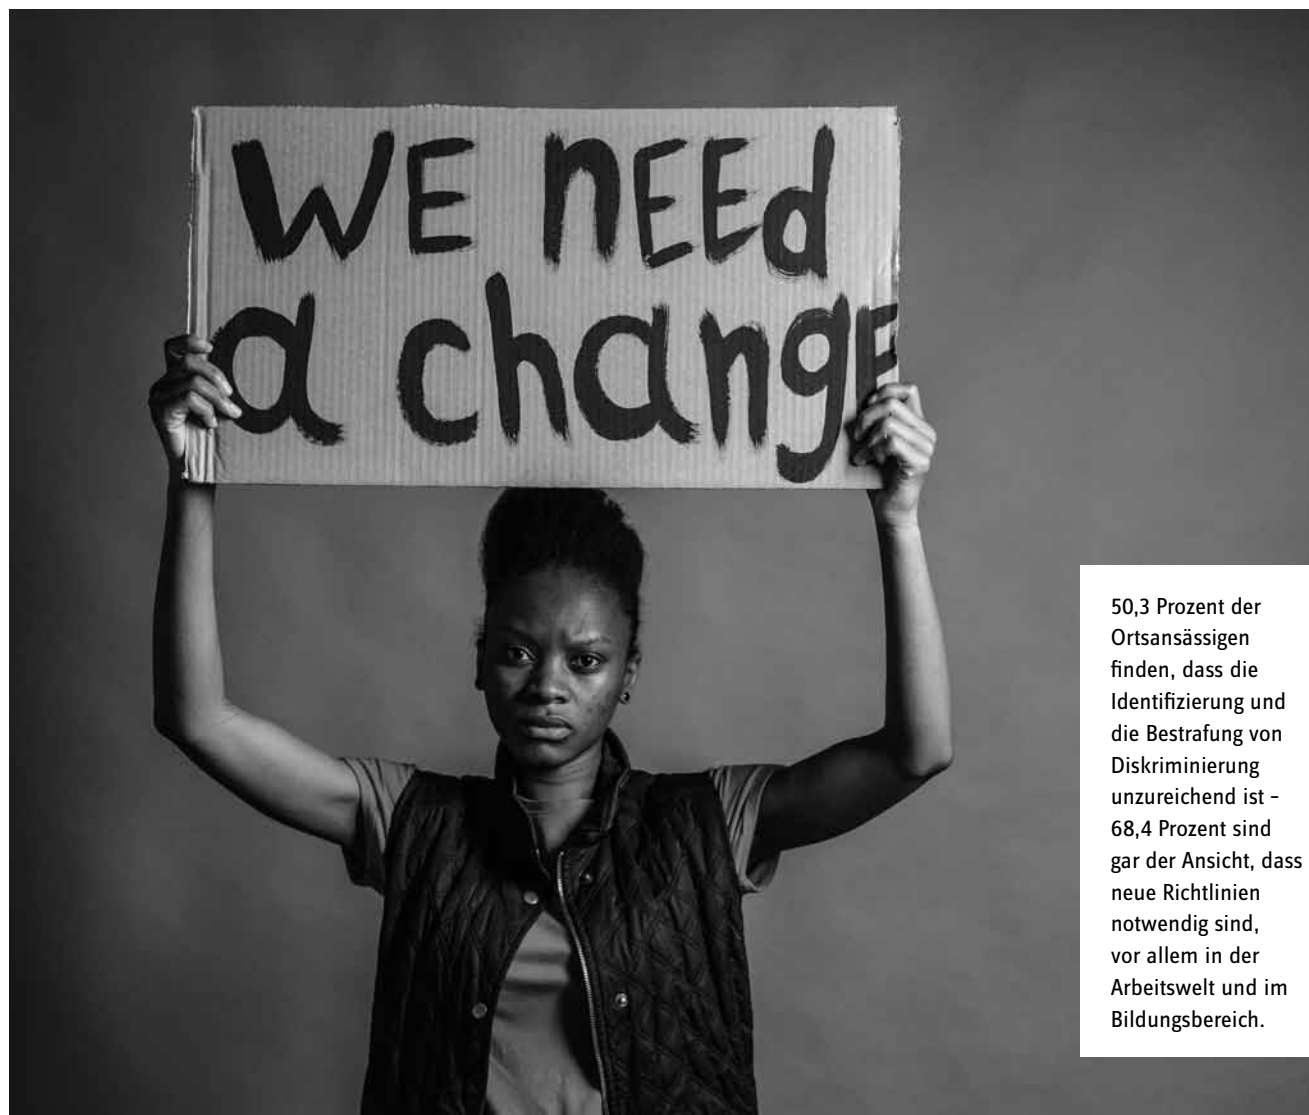 WE nEEd
a changE
50,3 Prozent der
Ortsansässigen
finden, dass die
Identifizierung und
die Bestrafung von
Diskriminierung
unzureichend ist –
68,4 Prozent sind
gar der Ansicht, dass
neue Richtlinien
notwendig sind,
vor allem in der
Arbeitswelt und im
Bildungsbereich.